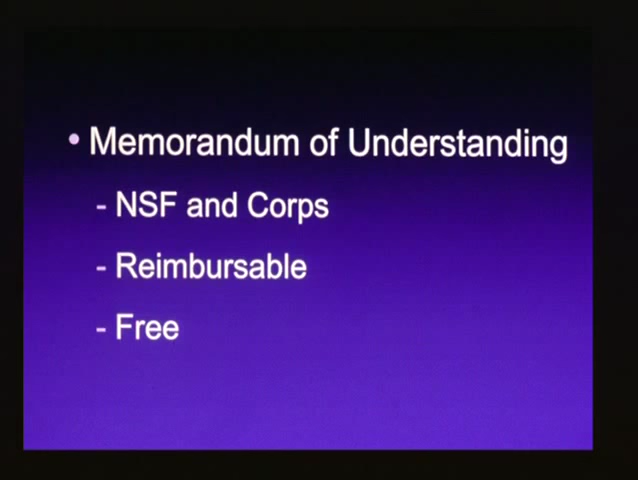 • Memorandum of Understanding
- NSF and Corps
- Reimbursable
- Free